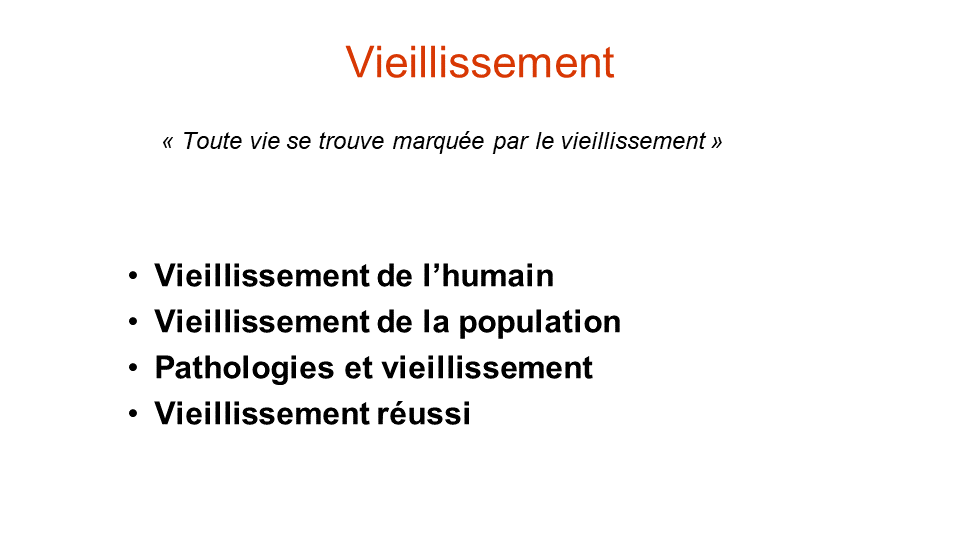 Vieillissement
« Toute vie se trouve marquée par le vieillissement »
• Vieillissement de l’humain
• Vieillissement de la population
• Pathologies et vieillissement
• Vieillissement réussi